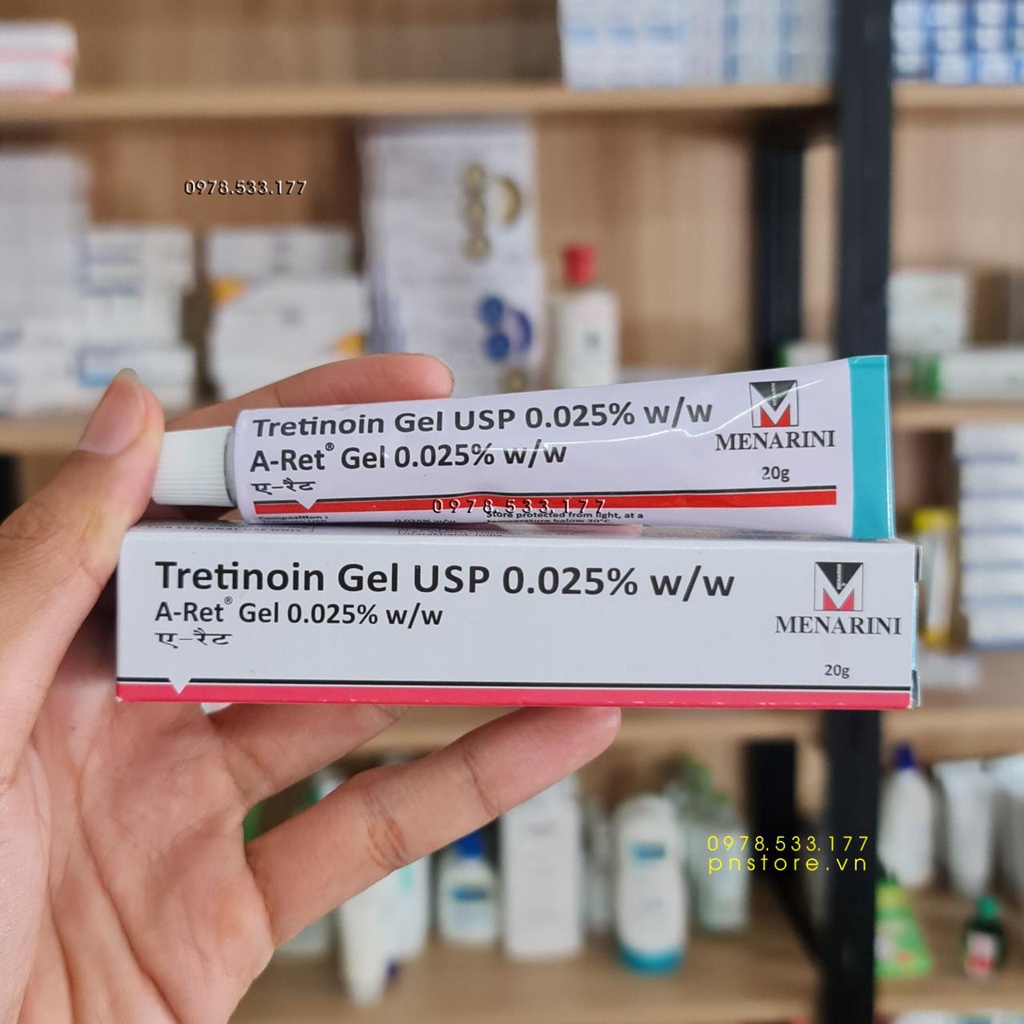 0978.533.177
Tretinoin Gel USP 0.025% w/w
A-Ret® Gel 0.025% w/w
ए-रैट
MENARINI
20g
0978.533.177
Store protected from light, at a
temperature below 30°C.
Tretinoin Gel USP 0.025% w/w
A-Ret® Gel 0.025% w/w
ए-रैट
MENARINI
20g
0978.533.177
pnstore.vn